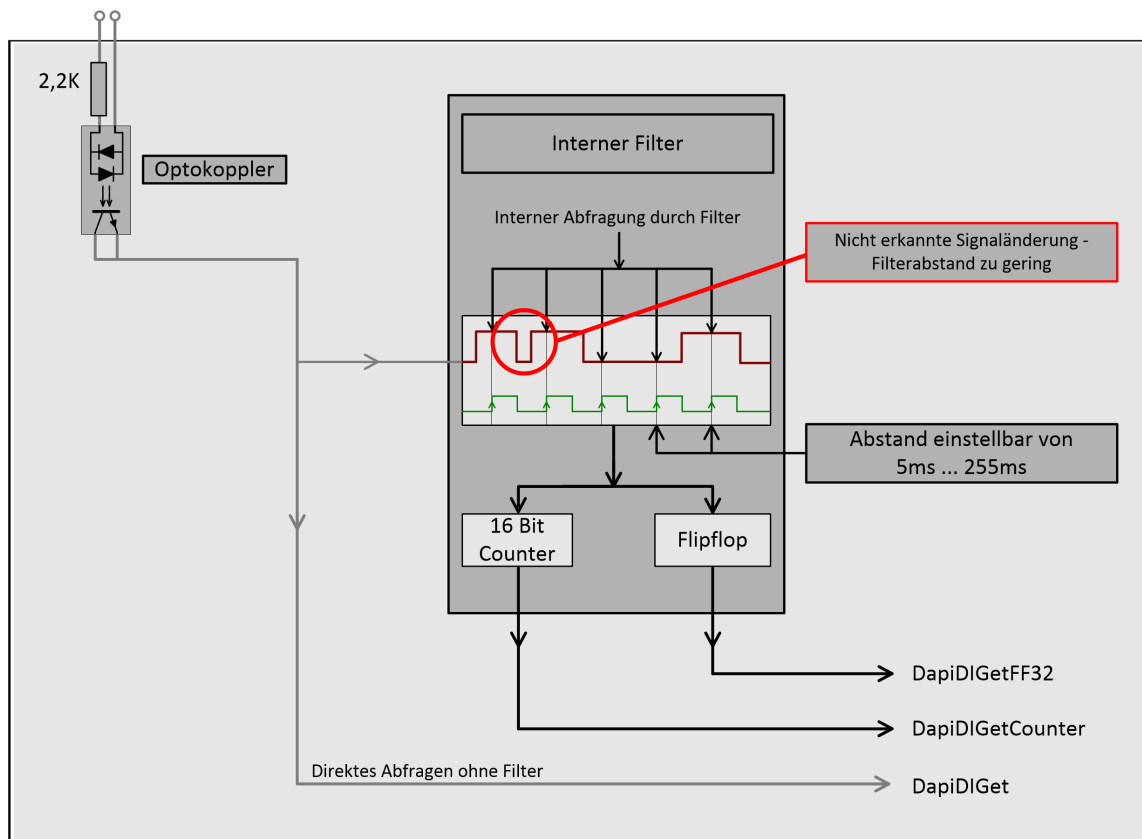 2,2K
Optokoppler
Interner Filter
Interner Abfragung durch Filter
Nicht erkannte Signaländerung -
Filterabstand zu gering
Abstand einstellbar von
5ms ... 255ms
16 Bit
Counter
Flipflop
DapiDIGetFF32
DapiDIGetCounter
Direktes Abfragen ohne Filter
DapiDIGet